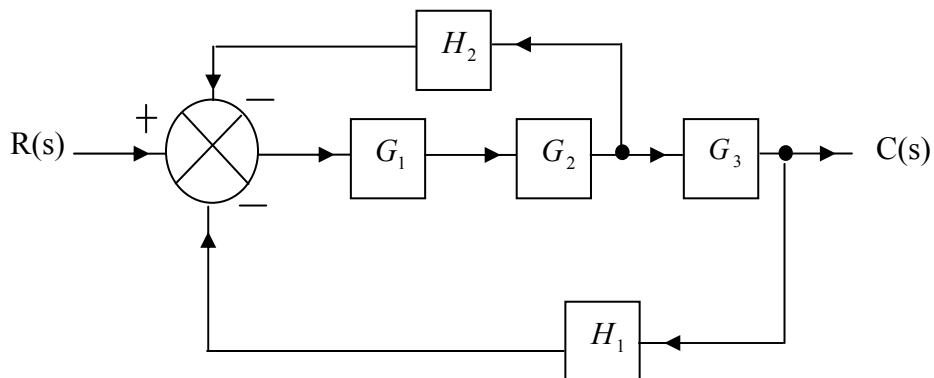 H₂
+
—
R(s)
G₁
G₂
G₃
C(s)
—
H₁